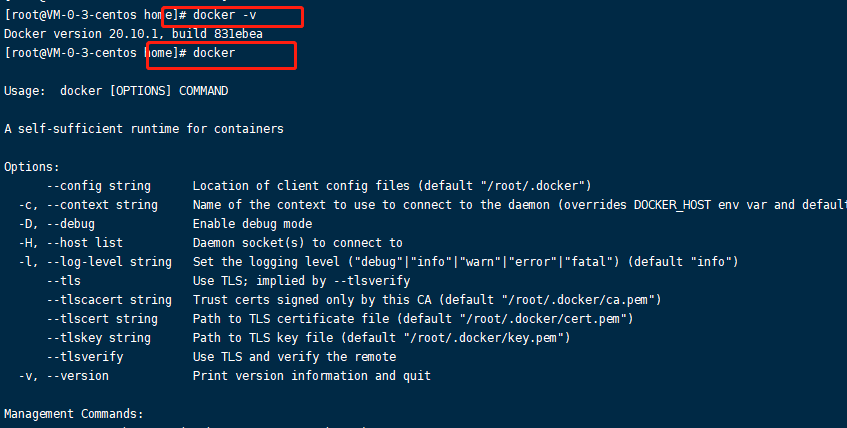 [root@VM-0-3-centos home]# docker -v
Docker version 20.10.1, build 831ebea
[root@VM-0-3-centos home]# docker
Usage:  docker [OPTIONS] COMMAND
A self-sufficient runtime for containers
Options:
      --config string      Location of client config files (default "/root/.docker")
  -c, --context string     Name of the context to use to connect to the daemon (overrides DOCKER_HOST env var and default
  -D, --debug              Enable debug mode
  -H, --host list          Daemon socket(s) to connect to
  -l, --log-level string   Set the logging level ("debug"|"info"|"warn"|"error"|"fatal") (default "info")
      --tls                Use TLS; implied by --tlsverify
      --tlscacert string   Trust certs signed only by this CA (default "/root/.docker/ca.pem")
      --tlscert string     Path to TLS certificate file (default "/root/.docker/cert.pem")
      --tlskey string      Path to TLS key file (default "/root/.docker/key.pem")
      --tlsverify          Use TLS and verify the remote
  -v, --version            Print version information and quit
Management Commands: